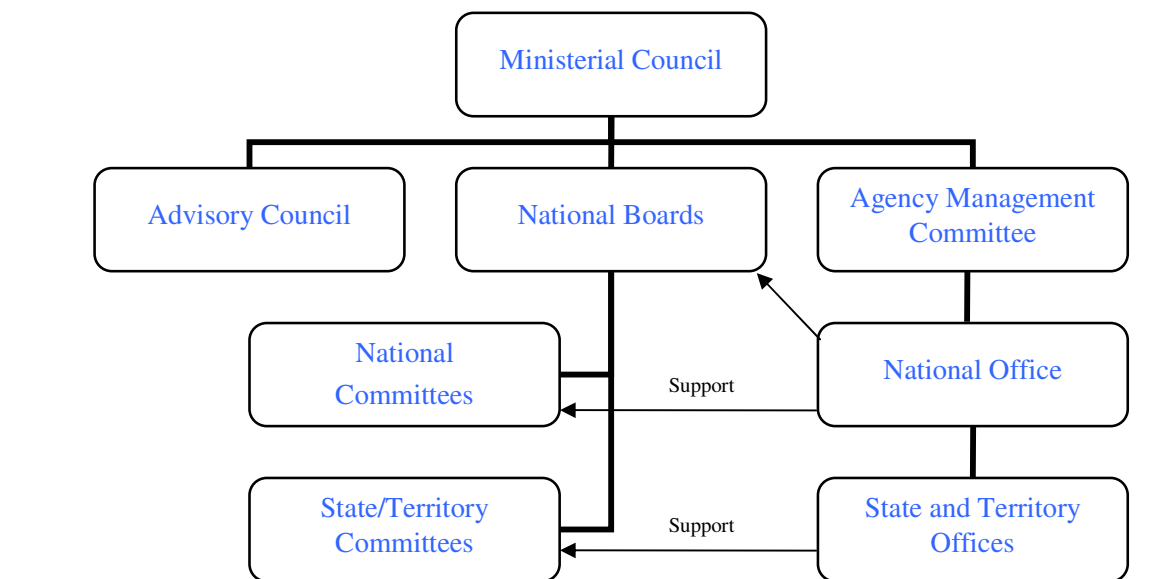 Ministerial Council
Advisory Council
National Boards
Agency Management
Committee
National
Committees
Support
National Office
State/Territory
Committees
Support
State and Territory
Offices